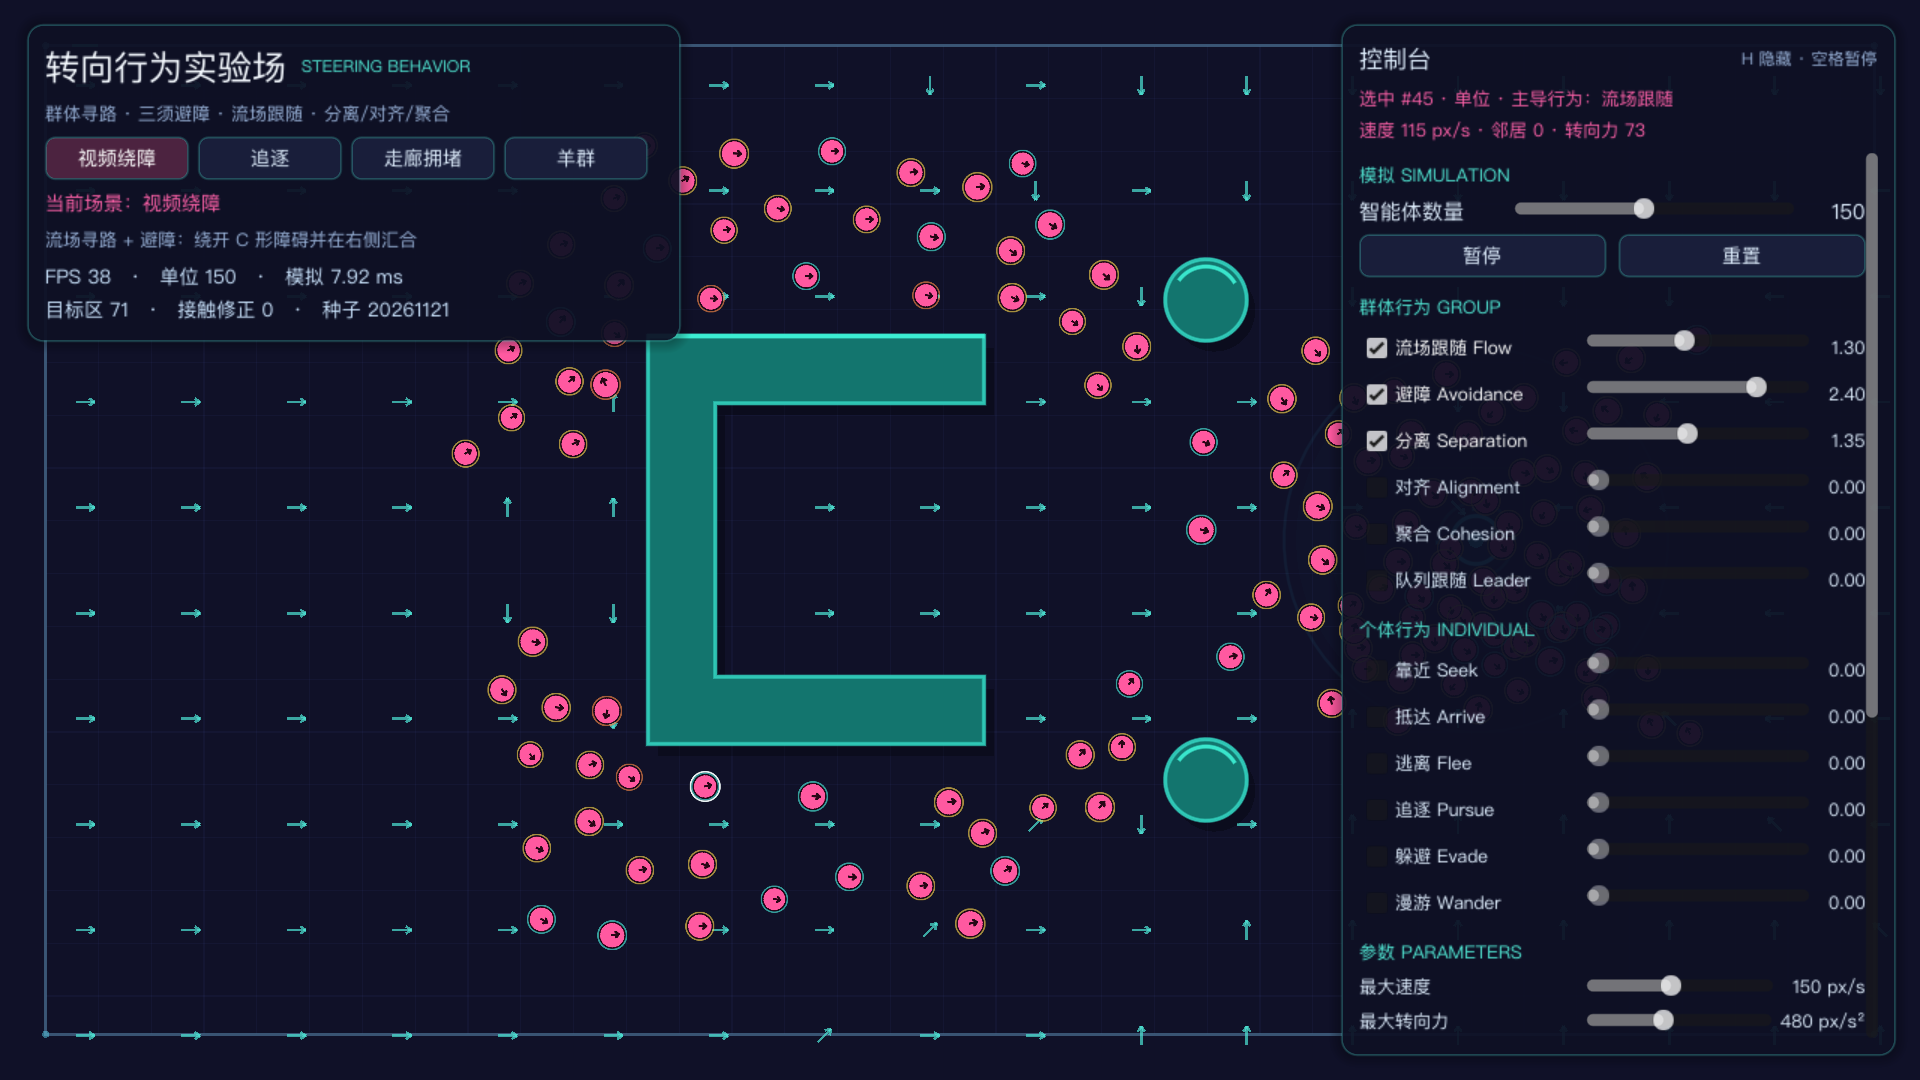 转向行为实验场 STEERING BEHAVIOR
群体寻路 · 三须避障 · 流场跟随 · 分离/对齐/聚合
视频绕障 追逐 走廊拥堵 羊群
当前场景：视频绕障
流场寻路 + 避障：绕开 C 形障碍并在右侧汇合
FPS 38 · 单位 150 · 模拟 7.92 ms
目标区 71 · 接触修正 0 · 种子 20261121
控制台 H 隐藏 · 空格暂停
选中 #45 · 单位 · 主导行为：流场跟随
速度 115 px/s · 邻居 0 · 转向力 73
模拟 SIMULATION
智能体数量 150
暂停 重置
群体行为 GROUP
流场跟随 Flow 1.30
避障 Avoidance 2.40
分离 Separation 1.35
对齐 Alignment 0.00
聚合 Cohesion 0.00
队列跟随 Leader 0.00
个体行为 INDIVIDUAL
靠近 Seek 0.00
抵达 Arrive 0.00
逃离 Flee 0.00
追逐 Pursue 0.00
躲避 Evade 0.00
漫游 Wander 0.00
参数 PARAMETERS
最大速度 150 px/s
最大转向力 480 px/s²